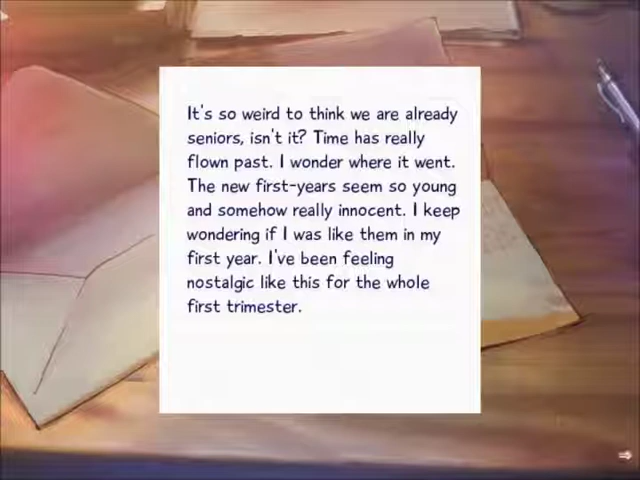 It's so weird to think we are already
seniors, isn't it? Time has really
flown past. I wonder where it went.
The new first-years seem so young
and somehow really innocent. I keep
wondering if I was like them in my
first year. I've been feeling
nostalgic like this for the whole
first trimester.